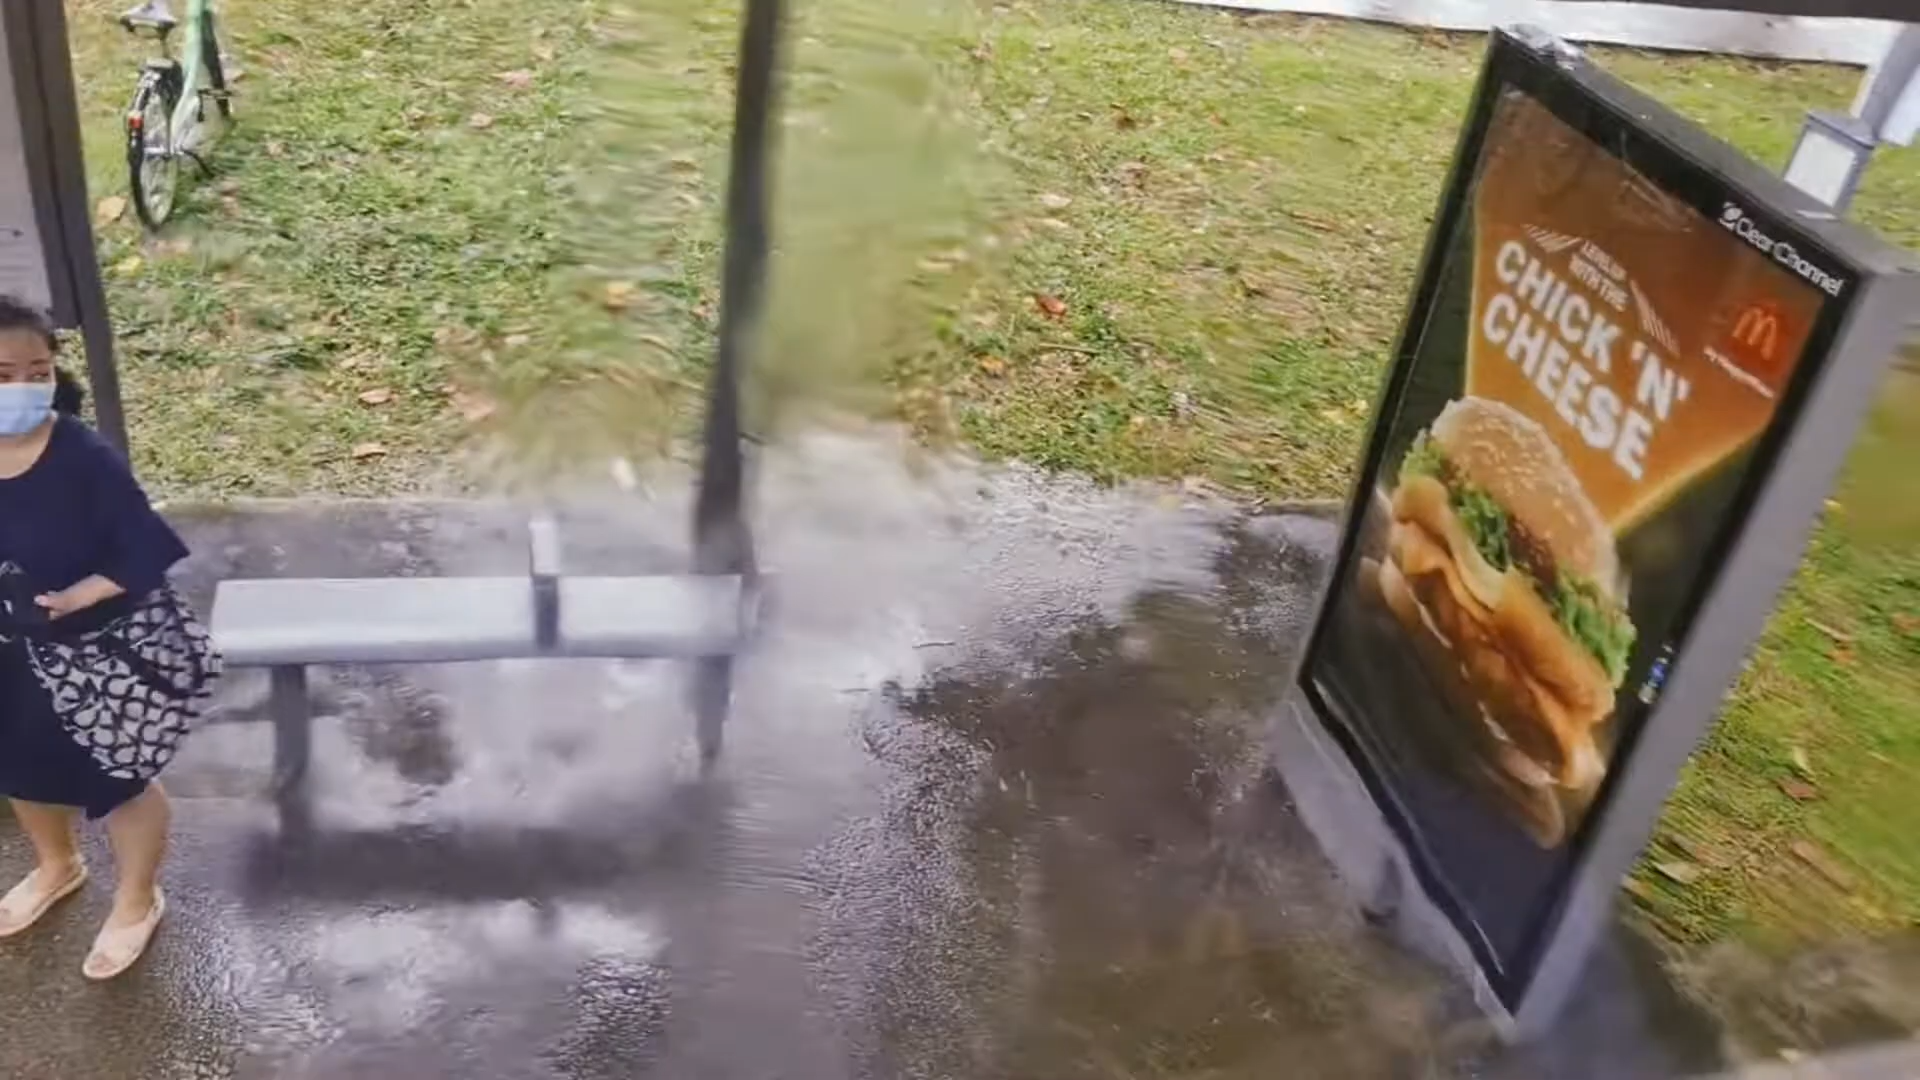 Clear Channel
LEVEL UP
WITH THE
CHICK 'N'
CHEESE